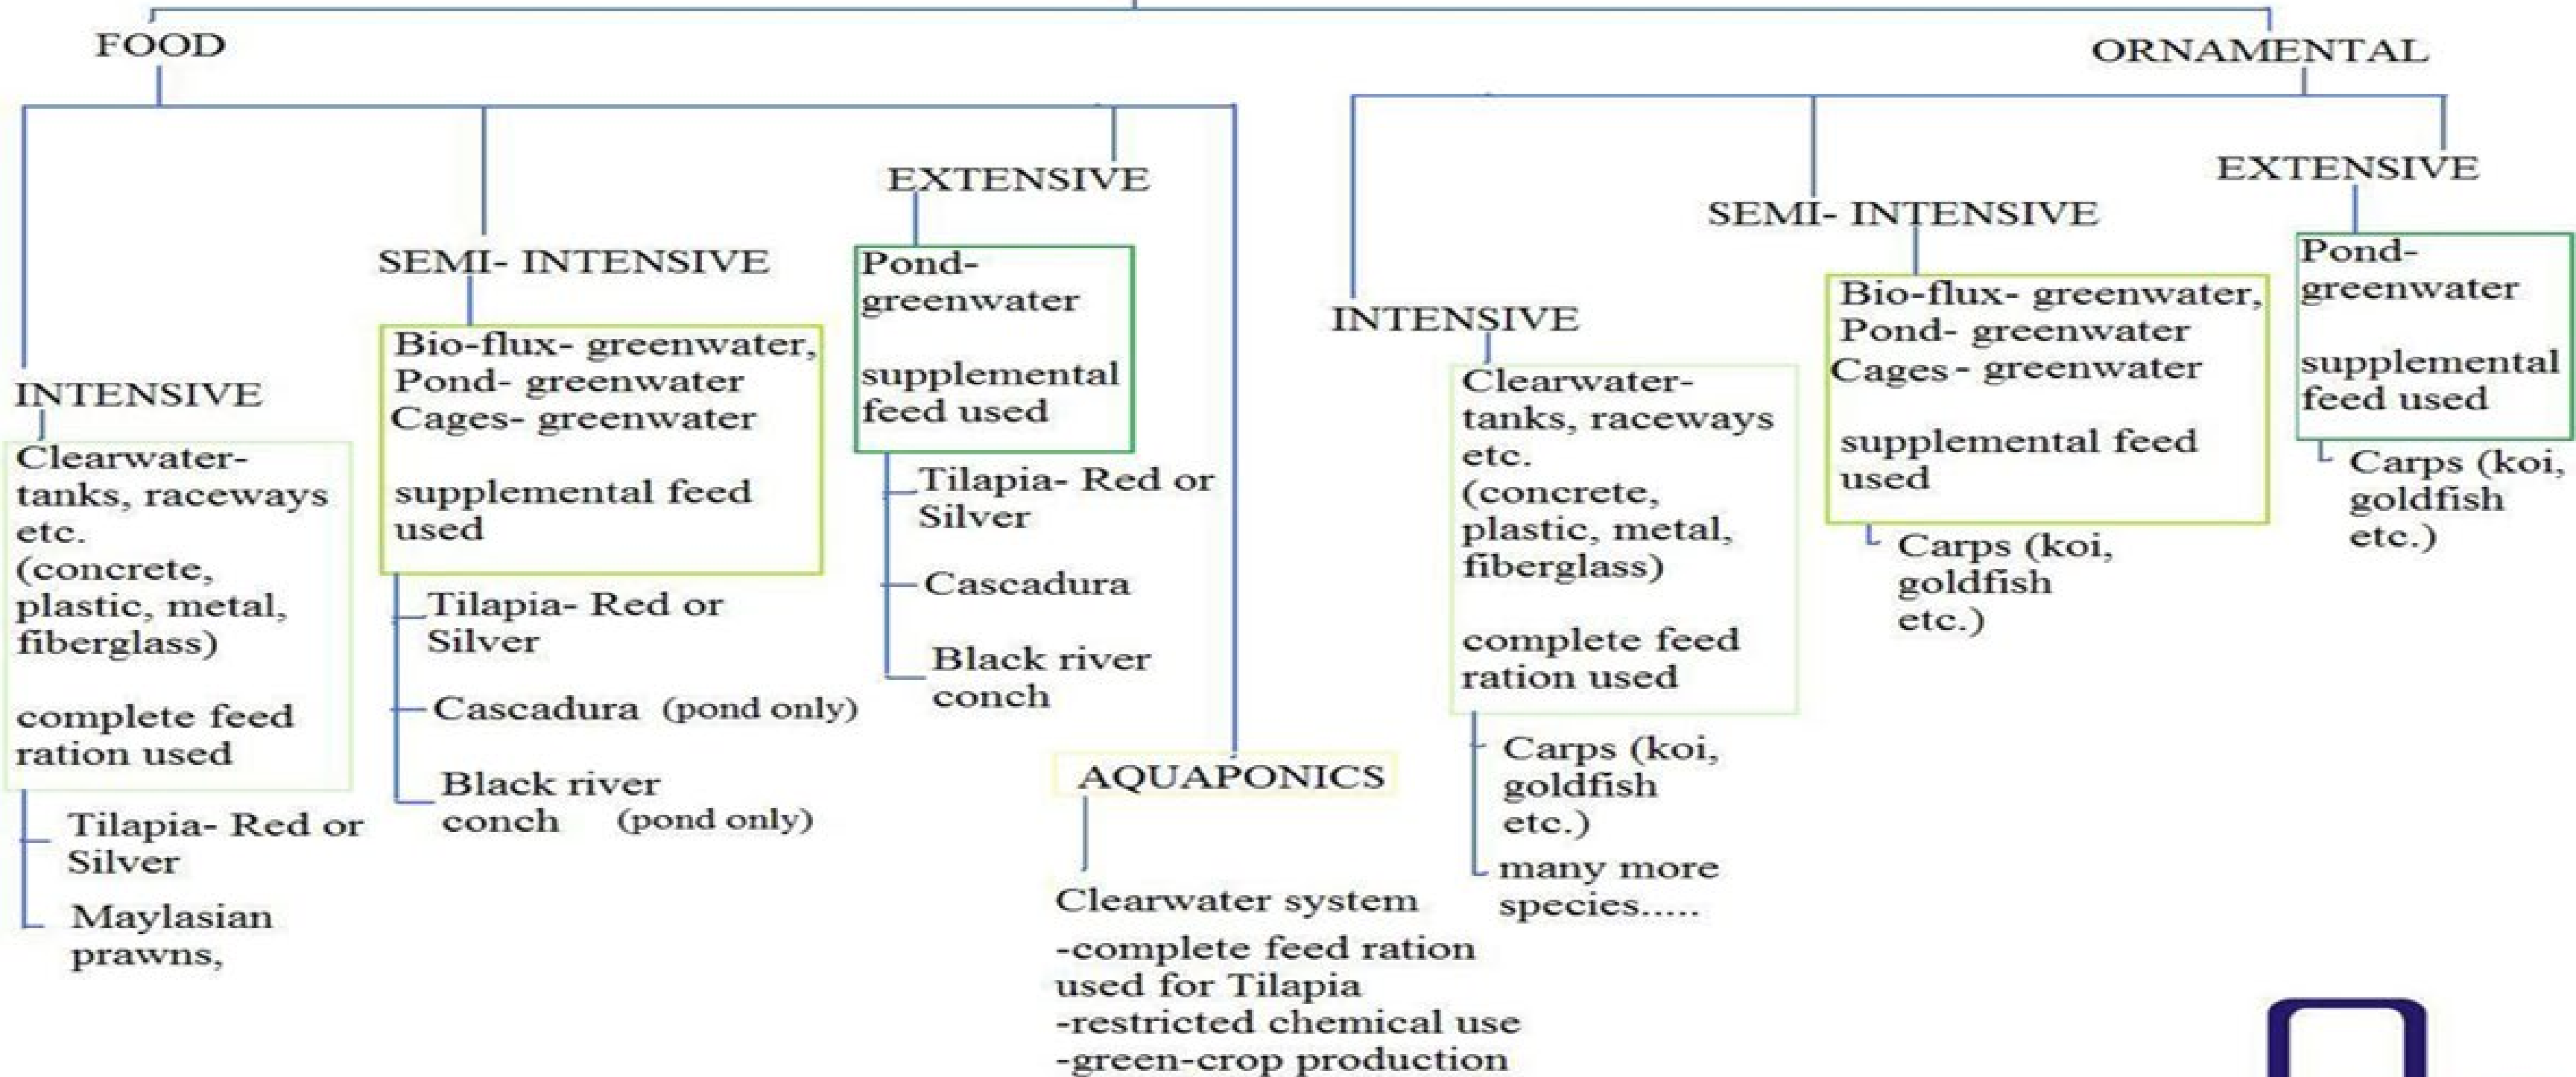 FOOD
INTENSIVE
Clearwater-
tanks, raceways
etc.
(concrete,
plastic, metal,
fiberglass)
complete feed
ration used
Tilapia- Red or
Silver
Maylasian
prawns,
SEMI- INTENSIVE
Bio-flux- greenwater,
Pond- greenwater
Cages- greenwater
supplemental feed
used
Tilapia- Red or
Silver
Cascadura (pond only)
Black river
conch (pond only)
EXTENSIVE
Pond-
greenwater
supplemental
feed used
Tilapia- Red or
Silver
Cascadura
Black river
conch
AQUAPONICS
Clearwater system
-complete feed ration
used for Tilapia
-restricted chemical use
-green-crop production
ORNAMENTAL
INTENSIVE
Clearwater-
tanks, raceways
etc.
(concrete,
plastic, metal,
fiberglass)
complete feed
ration used
Carps (koi,
goldfish
etc.)
many more
species.....
SEMI- INTENSIVE
Bio-flux- greenwater,
Pond- greenwater
Cages- greenwater
supplemental feed
used
Carps (koi,
goldfish
etc.)
EXTENSIVE
Pond-
greenwater
supplemental
feed used
Carps (koi,
goldfish
etc.)